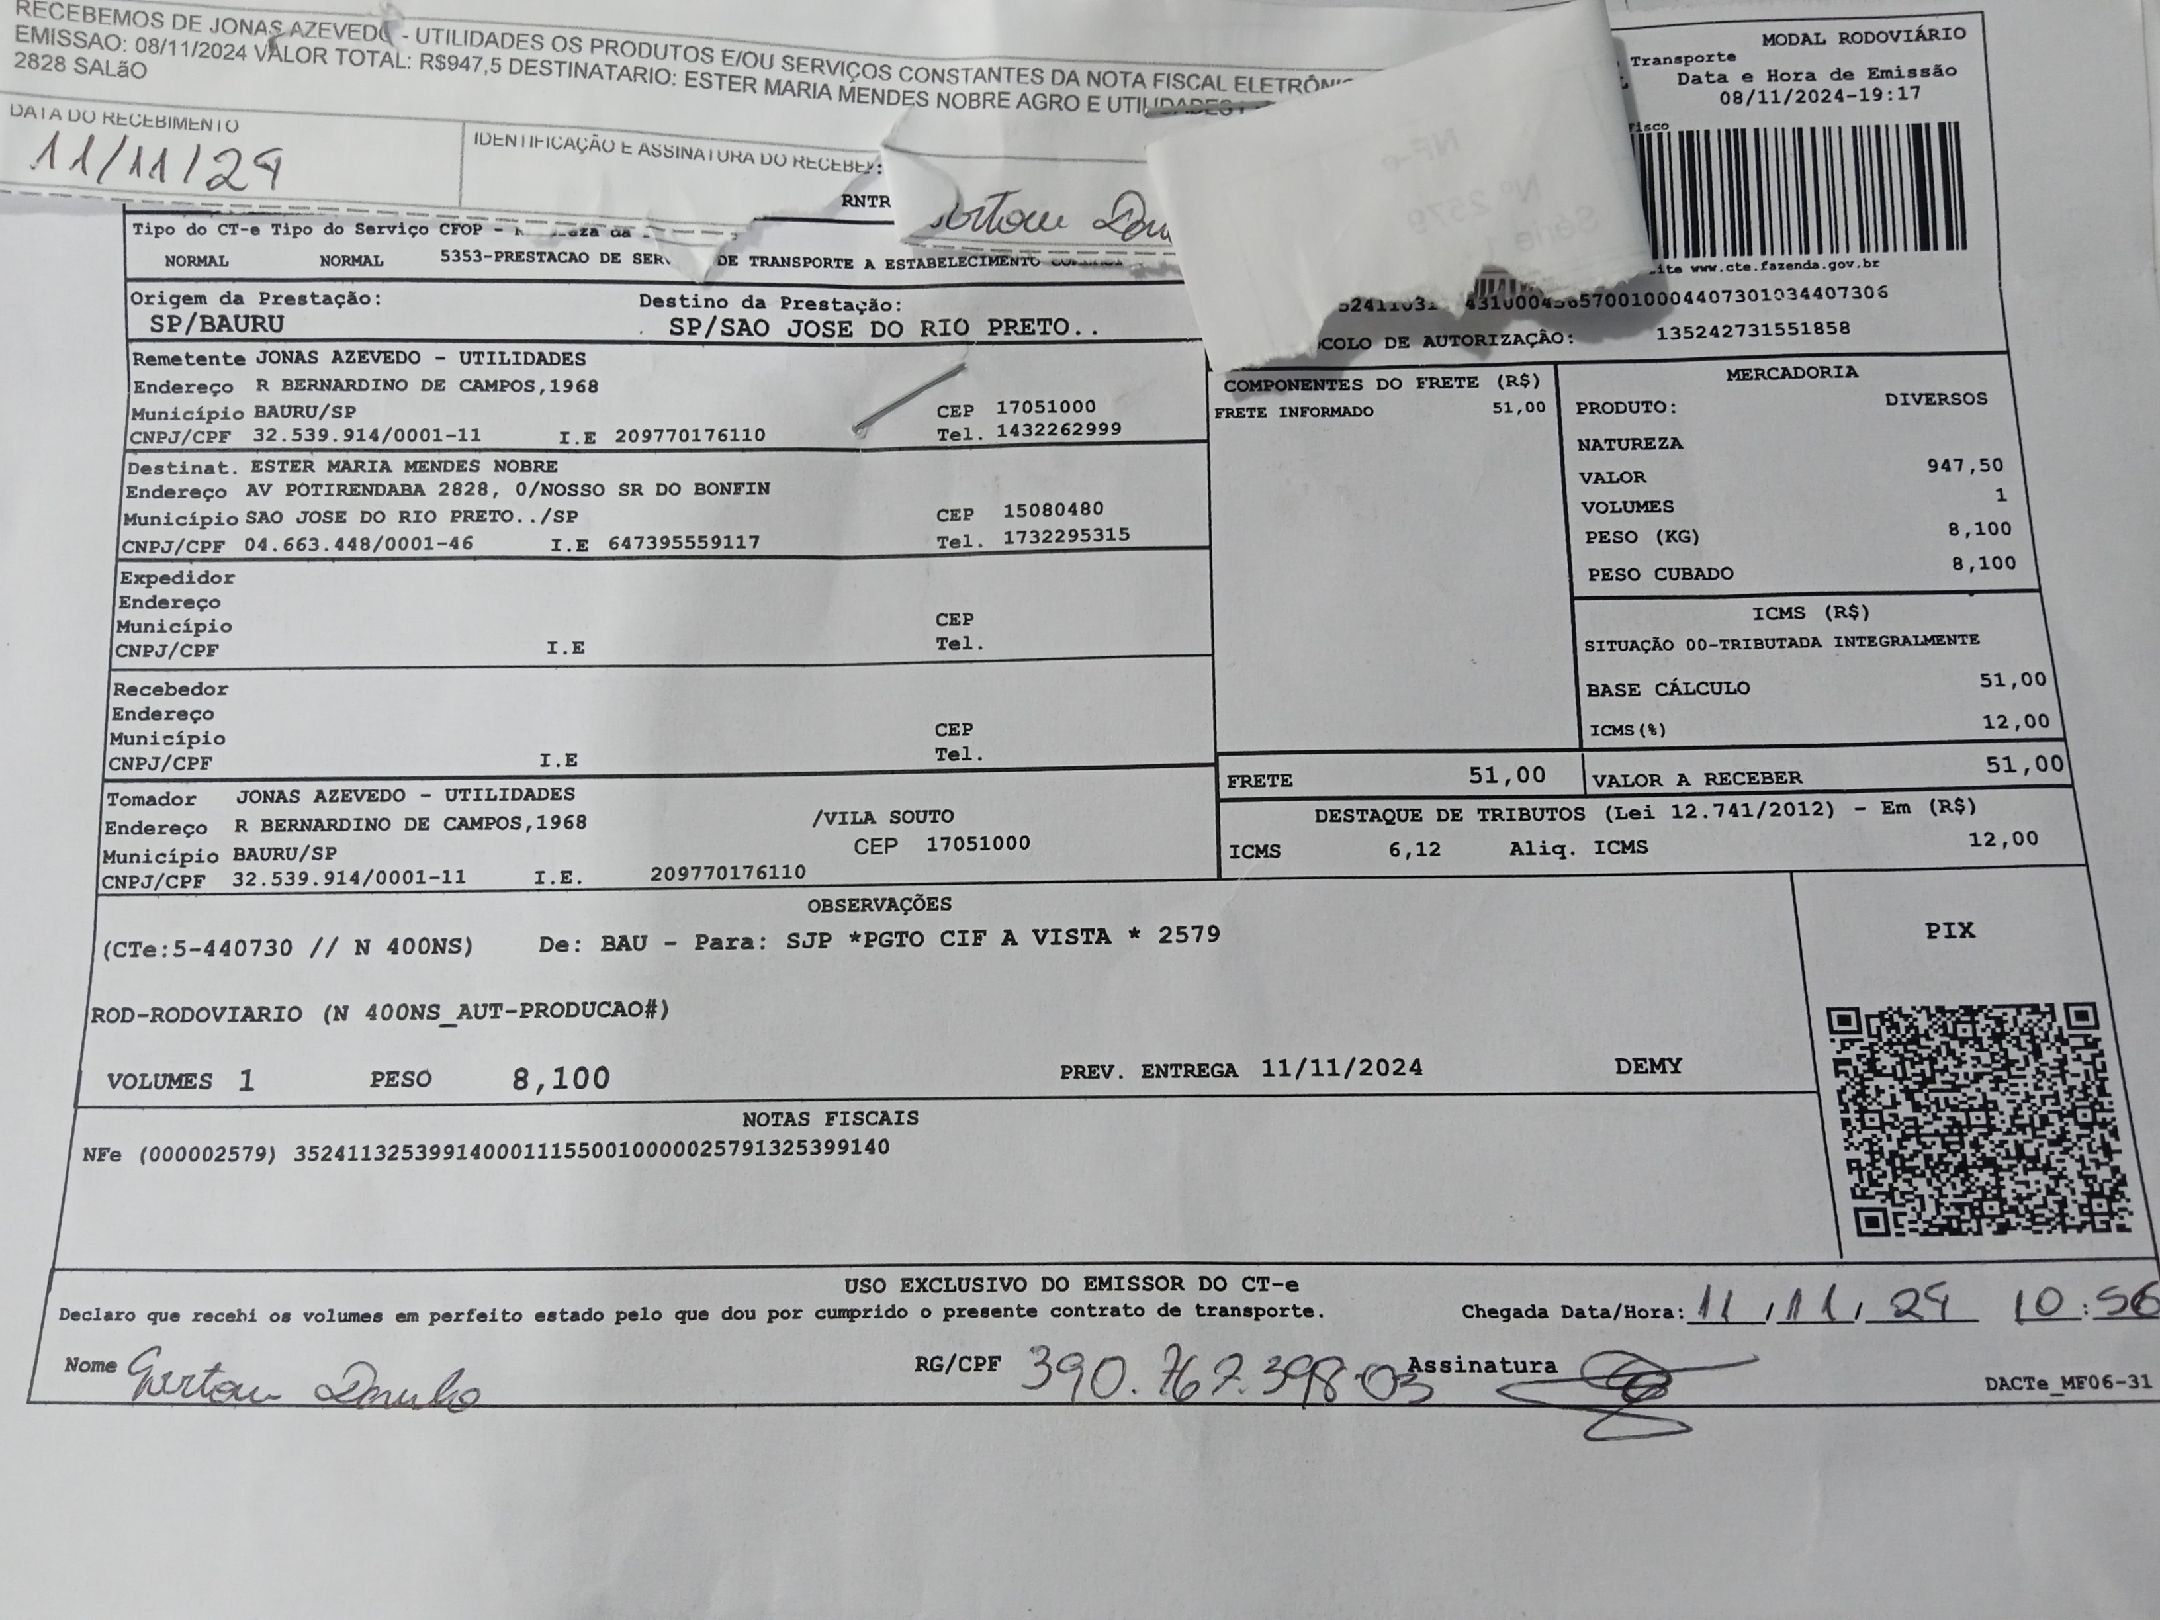 RECEBEMOS DE JONAS AZEVEDO - UTILIDADES OS PRODUTOS E/OU SERVIÇOS CONSTANTES DA NOTA FISCAL
EMISSAO: 08/11/2024 VALOR TOTAL: R$947,5 DESTINATARIO: ESTER MARIA MENDES NOBRE AGRO E UTILIDADES
2828 SALãO
DATA DO RECEBIMENTO
11/11/24
IDENTIFICAÇÃO E ASSINATURA DO
RNTR
MODAL RODOVIÁRIO
Transporte
Data e Hora de Emissão
08/11/2024-19:17
Fisco
NF-e
Nº 2579
Série 1
www.cte.fazenda.gov.br
Tipo do CT-e Tipo do Serviço CFOP -
NORMAL NORMAL 5353-PRESTACAO DE DE TRANSPORTE A ESTABELECIMENTO
AUTORIZAÇÃO: 135242731551858
Origem da Prestação: Destino da Prestação:
SP/BAURU SP/SAO JOSE DO RIO PRETO..
Remetente JONAS AZEVEDO - UTILIDADES
Endereço R BERNARDINO DE CAMPOS,1968
Município BAURU/SP CEP 17051000
CNPJ/CPF 32.539.914/0001-11 I.E 209770176110 Tel. 1432262999
Destinat. ESTER MARIA MENDES NOBRE
Endereço AV POTIRENDABA 2828, 0/NOSSO SR DO BONFIN
Município SAO JOSE DO RIO PRETO../SP CEP 15080480
CNPJ/CPF 04.663.448/0001-46 I.E 647395559117 Tel. 1732295315
Expedidor
Endereço
Município CEP
CNPJ/CPF I.E Tel.
Recebedor
Endereço
Município CEP
CNPJ/CPF I.E Tel.
Tomador JONAS AZEVEDO - UTILIDADES
Endereço R BERNARDINO DE CAMPOS,1968 /VILA SOUTO
Município BAURU/SP CEP 17051000
CNPJ/CPF 32.539.914/0001-11 I.E. 209770176110
COMPONENTES DO FRETE (R$)
FRETE INFORMADO 51,00
MERCADORIA
PRODUTO: DIVERSOS
NATUREZA
VALOR 947,50
VOLUMES 1
PESO (KG) 8,100
PESO CUBADO 8,100
ICMS (R$)
SITUAÇÃO 00-TRIBUTADA INTEGRALMENTE
BASE CÁLCULO 51,00
ICMS(%) 12,00
FRETE 51,00 VALOR A RECEBER 51,00
DESTAQUE DE TRIBUTOS (Lei 12.741/2012) - Em (R$)
ICMS 6,12 Aliq. ICMS 12,00
OBSERVAÇÕES
(CTe:5-440730 // N 400NS) De: BAU - Para: SJP *PGTO CIF A VISTA * 2579
ROD-RODOVIARIO (N 400NS_AUT-PRODUCAO#)
VOLUMES 1 PESO 8,100 PREV. ENTREGA 11/11/2024 DEMY
PIX
NOTAS FISCAIS
NFe (000002579) 35241132539914000111550010000025791325399140
USO EXCLUSIVO DO EMISSOR DO CT-e
Declaro que recebi os volumes em perfeito estado pelo que dou por cumprido o presente contrato de transporte. Chegada Data/Hora: 11/11/24 10:56
Nome RG/CPF 390.767.398-03 Assinatura
DACTe_MF06-31